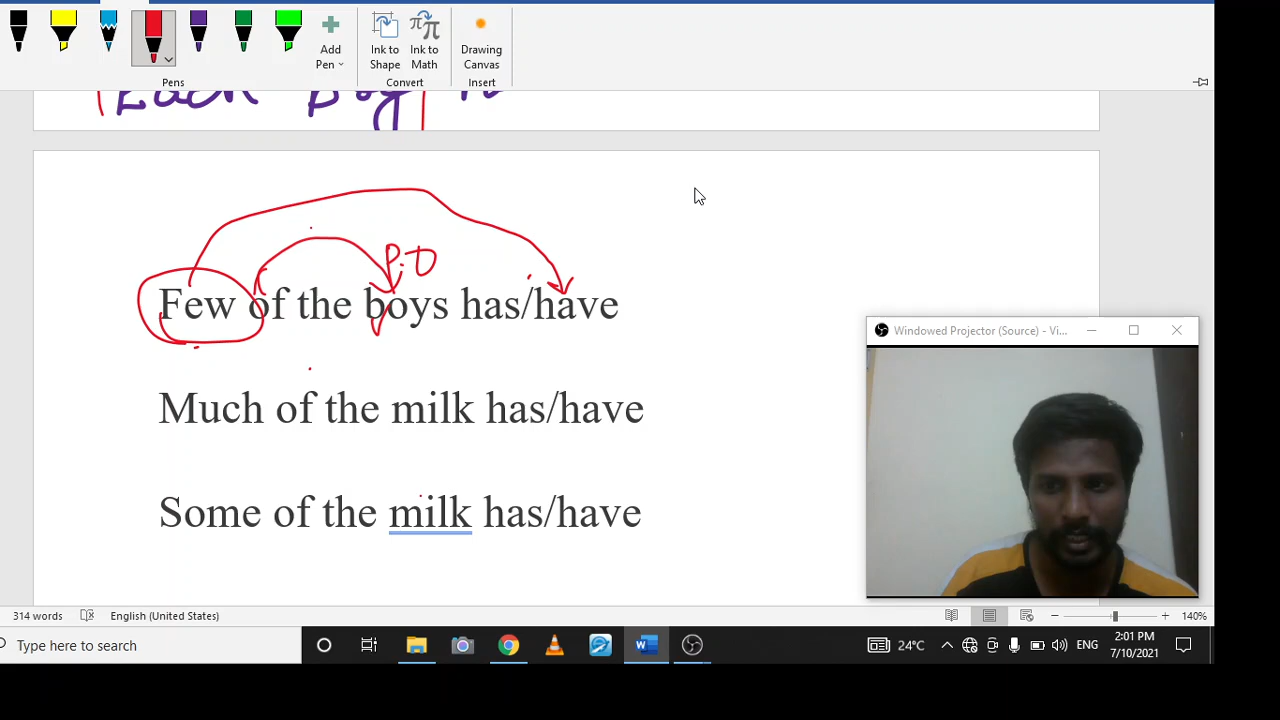 Add
Pen
Ink to
Shape
Ink to
Math
Drawing
Canvas
Pens
Convert
Insert
Each Boy
P.O
Few of the boys has/have
Much of the milk has/have
Some of the milk has/have
Windowed Projector (Source) - Vi...
314 words
English (United States)
140%
Type here to search
24°C
ENG
2:01 PM
7/10/2021